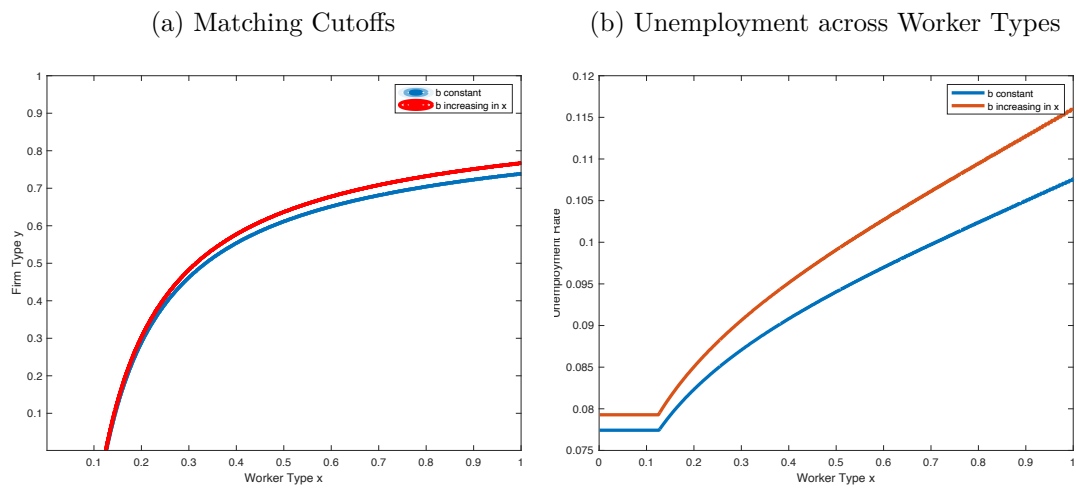 (a) Matching Cutoffs
1
0.9
0.8
0.7
0.6
0.5
0.4
0.3
0.2
0.1
Firm Type y
b constant
b increasing in x
0.1 0.2 0.3 0.4 0.5 0.6 0.7 0.8 0.9 1
Worker Type x
(b) Unemployment across Worker Types
0.12
0.115
0.11
0.105
0.1
0.095
0.09
0.085
0.08
0.075
Unemployment Rate
b constant
b increasing in x
0 0.1 0.2 0.3 0.4 0.5 0.6 0.7 0.8 0.9 1
Worker Type x